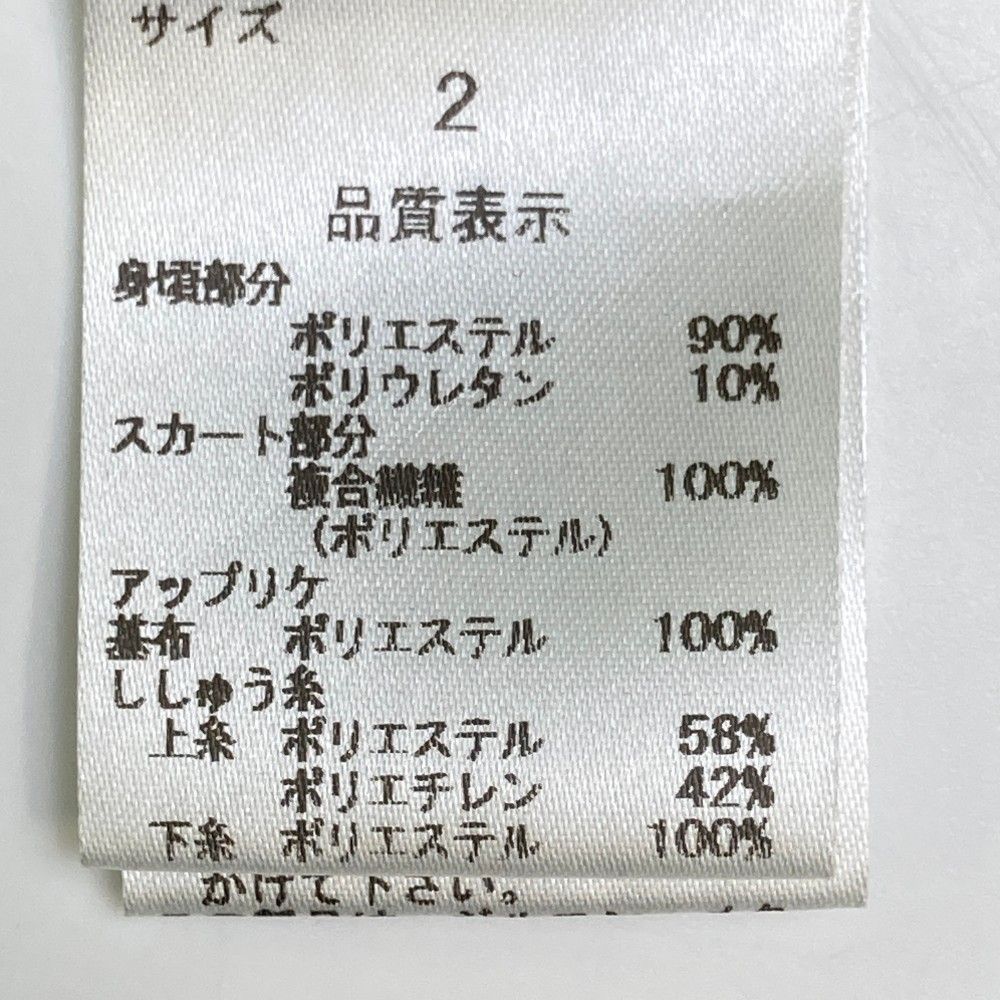 サイズ
2
品質表示
身頃部分
ポリエステル 90%
ポリウレタン 10%
スカート部分
複合繊維 100%
(ポリエステル)
アップリケ
基布 ポリエステル 100%
ししゅう糸
上糸 ポリエステル 58%
ポリエチレン 42%
下糸 ポリエステル 100%
かけて下さい。